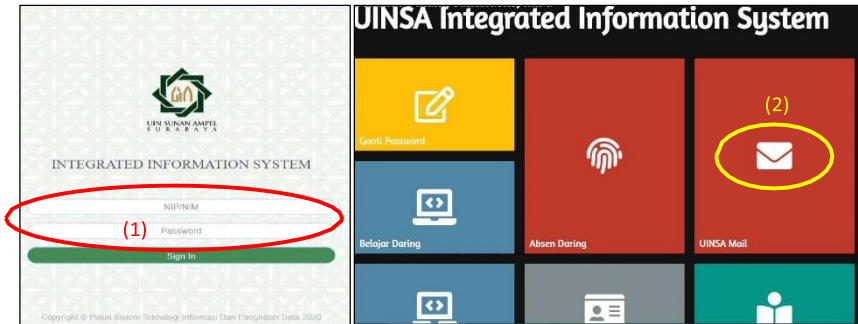 UIN SUNAN AMPEL
SURABAYA
INTEGRATED INFORMATION SYSTEM
NIP/NIM
(1)
Password
Sign In
Copyright © Pusat Sistem Teknologi Informasi Dan Pangkalan Data 2020
UINSA Integrated Information System
Ganti Password
(2)
Belajar Daring
Absen Daring
UINSA Mail